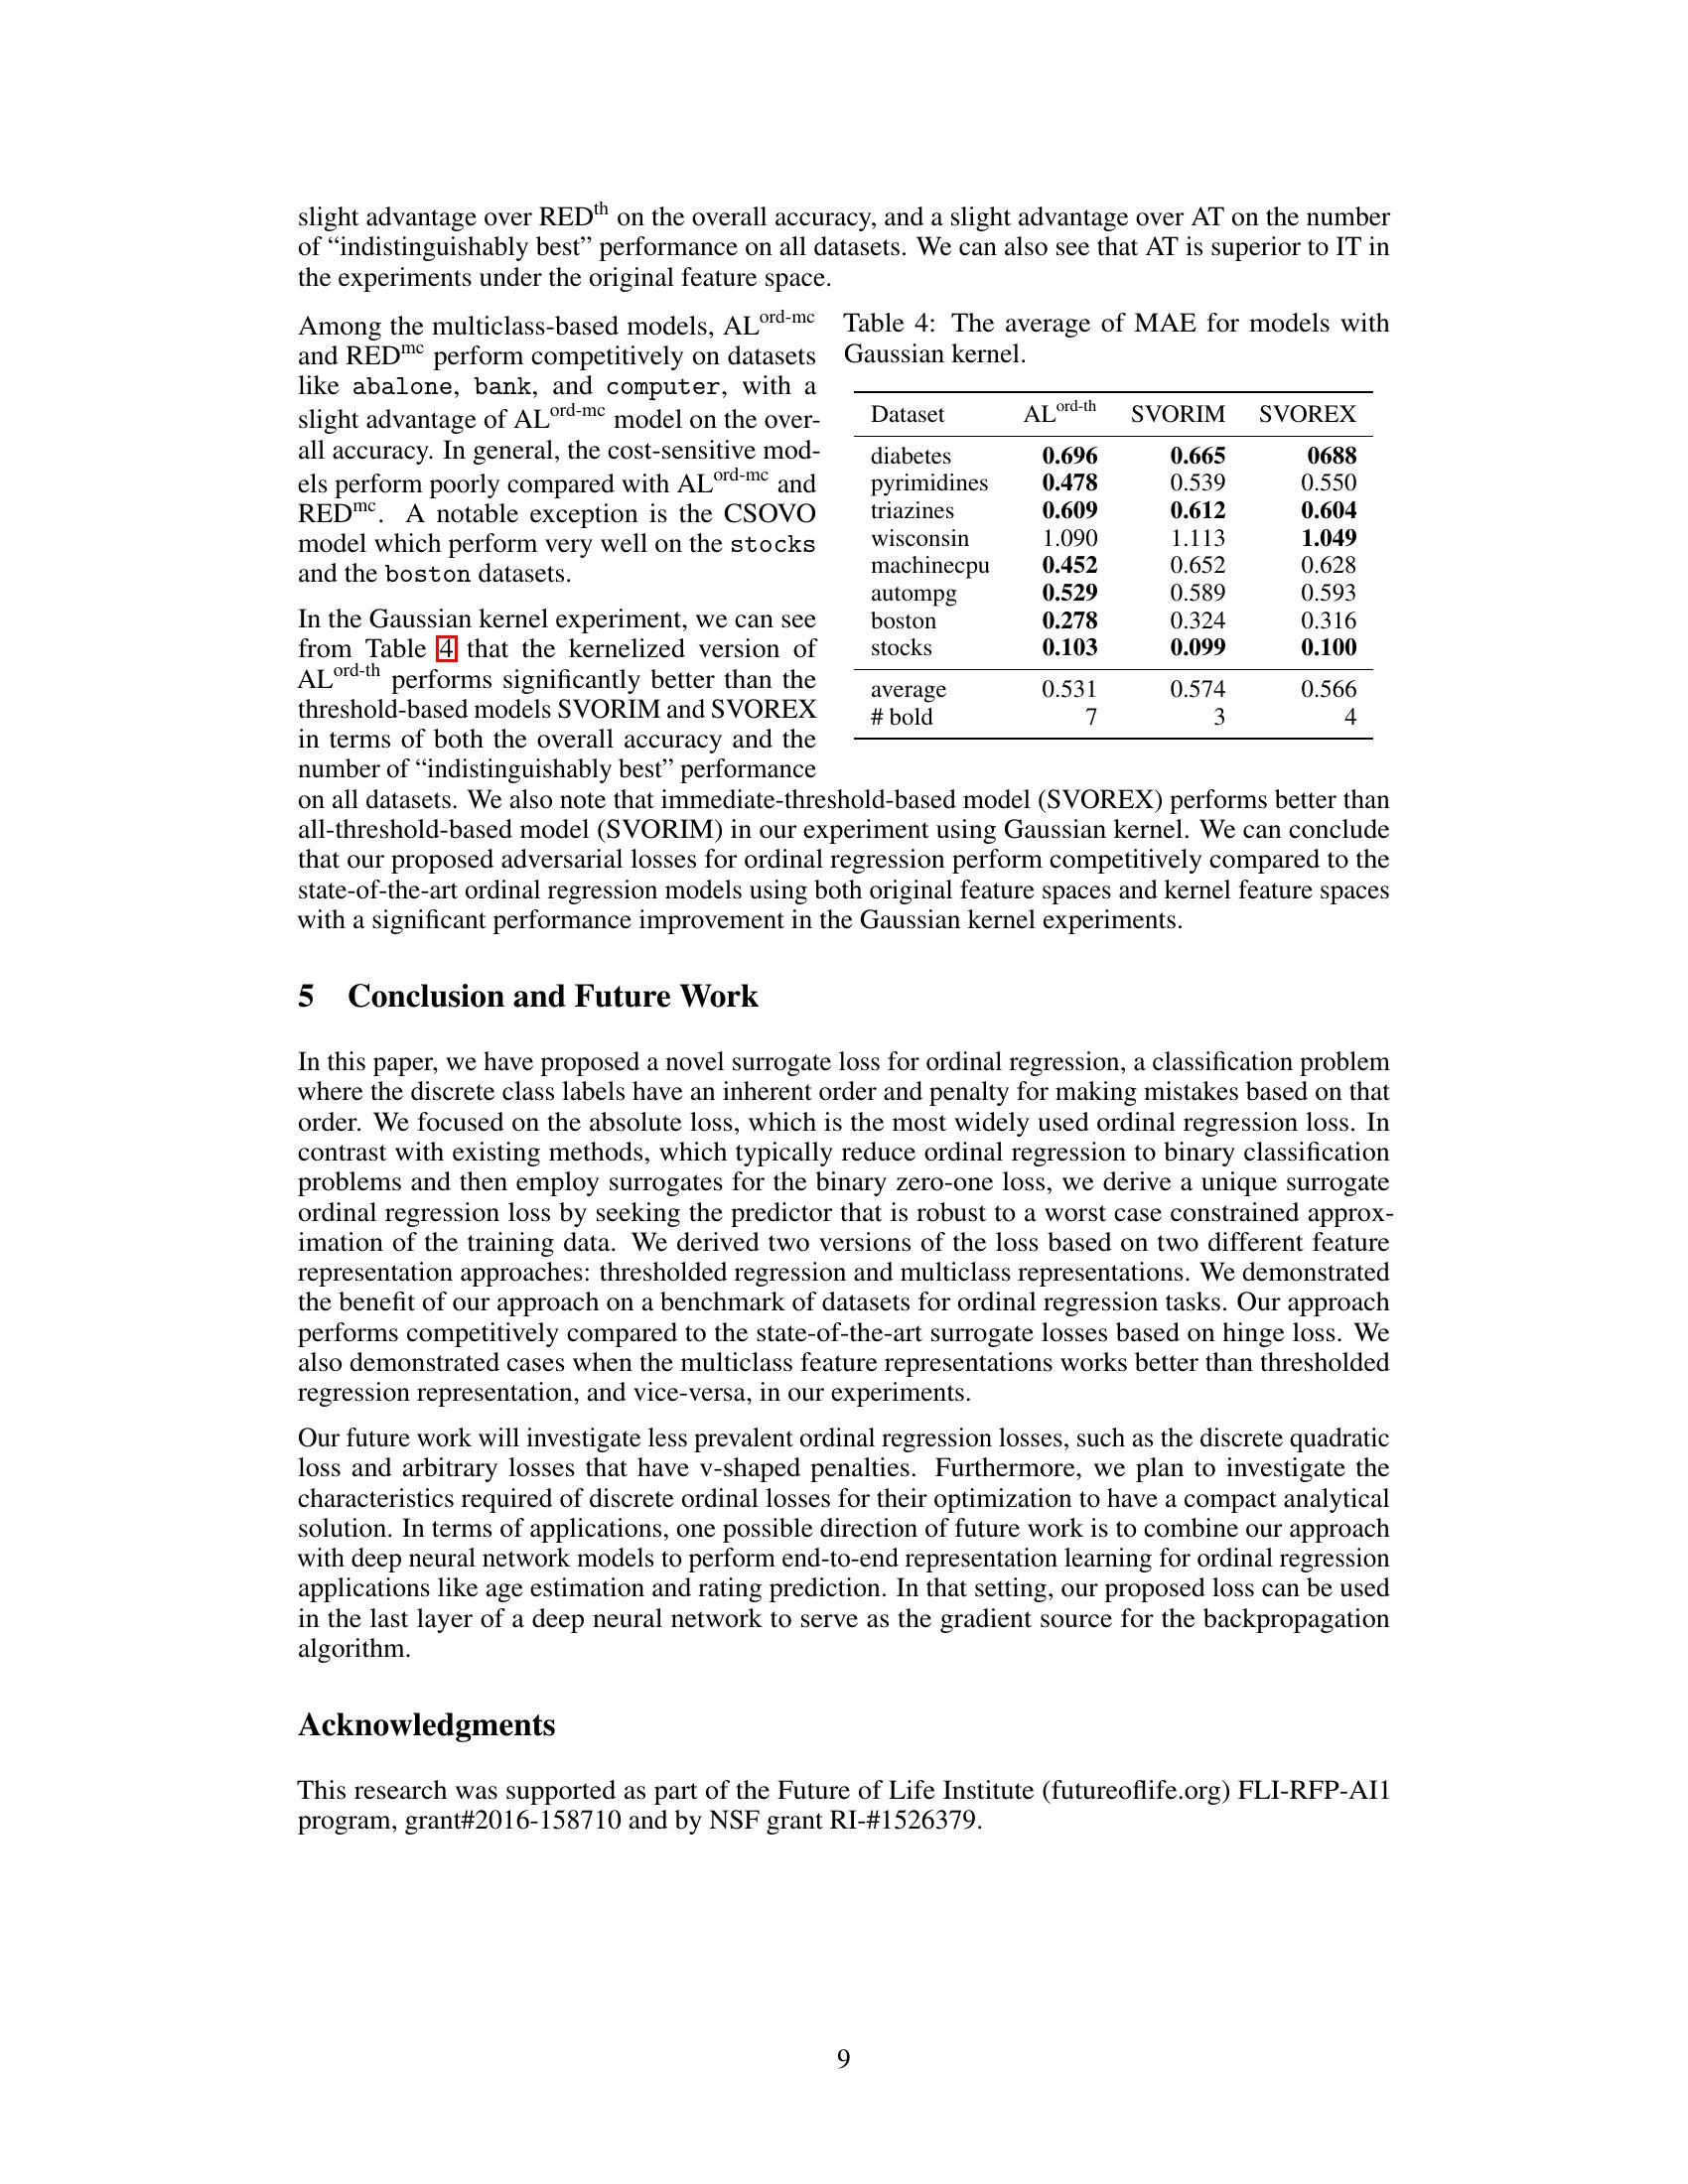 slight advantage over REDth on the overall accuracy, and a slight advantage over AT on the number
of “indistinguishably best” performance on all datasets. We can also see that AT is superior to IT in
the experiments under the original feature space.
Among the multiclass-based models, ALord-mc
and REDmc perform competitively on datasets
like abalone, bank, and computer, with a
slight advantage of ALord-mc model on the over-
all accuracy. In general, the cost-sensitive mod-
els perform poorly compared with ALord-mc and
REDmc. A notable exception is the CSOVO
model which perform very well on the stocks
and the boston datasets.
In the Gaussian kernel experiment, we can see
from Table 4 that the kernelized version of
ALord-th performs significantly better than the
threshold-based models SVORIM and SVOREX
in terms of both the overall accuracy and the
number of “indistinguishably best” performance
Table 4: The average of MAE for models with
Gaussian kernel.
Dataset ALord-th SVORIM SVOREX
diabetes 0.696 0.665 0688
pyrimidines 0.478 0.539 0.550
triazines 0.609 0.612 0.604
wisconsin 1.090 1.113 1.049
machinecpu 0.452 0.652 0.628
autompg 0.529 0.589 0.593
boston 0.278 0.324 0.316
stocks 0.103 0.099 0.100
average 0.531 0.574 0.566
# bold 7 3 4
on all datasets. We also note that immediate-threshold-based model (SVOREX) performs better than
all-threshold-based model (SVORIM) in our experiment using Gaussian kernel. We can conclude
that our proposed adversarial losses for ordinal regression perform competitively compared to the
state-of-the-art ordinal regression models using both original feature spaces and kernel feature spaces
with a significant performance improvement in the Gaussian kernel experiments.
5 Conclusion and Future Work
In this paper, we have proposed a novel surrogate loss for ordinal regression, a classification problem
where the discrete class labels have an inherent order and penalty for making mistakes based on that
order. We focused on the absolute loss, which is the most widely used ordinal regression loss. In
contrast with existing methods, which typically reduce ordinal regression to binary classification
problems and then employ surrogates for the binary zero-one loss, we derive a unique surrogate
ordinal regression loss by seeking the predictor that is robust to a worst case constrained approx-
imation of the training data. We derived two versions of the loss based on two different feature
representation approaches: thresholded regression and multiclass representations. We demonstrated
the benefit of our approach on a benchmark of datasets for ordinal regression tasks. Our approach
performs competitively compared to the state-of-the-art surrogate losses based on hinge loss. We
also demonstrated cases when the multiclass feature representations works better than thresholded
regression representation, and vice-versa, in our experiments.
Our future work will investigate less prevalent ordinal regression losses, such as the discrete quadratic
loss and arbitrary losses that have v-shaped penalties. Furthermore, we plan to investigate the
characteristics required of discrete ordinal losses for their optimization to have a compact analytical
solution. In terms of applications, one possible direction of future work is to combine our approach
with deep neural network models to perform end-to-end representation learning for ordinal regression
applications like age estimation and rating prediction. In that setting, our proposed loss can be used
in the last layer of a deep neural network to serve as the gradient source for the backpropagation
algorithm.
Acknowledgments
This research was supported as part of the Future of Life Institute (futureoflife.org) FLI-RFP-AI1
program, grant#2016-158710 and by NSF grant RI-#1526379.
9